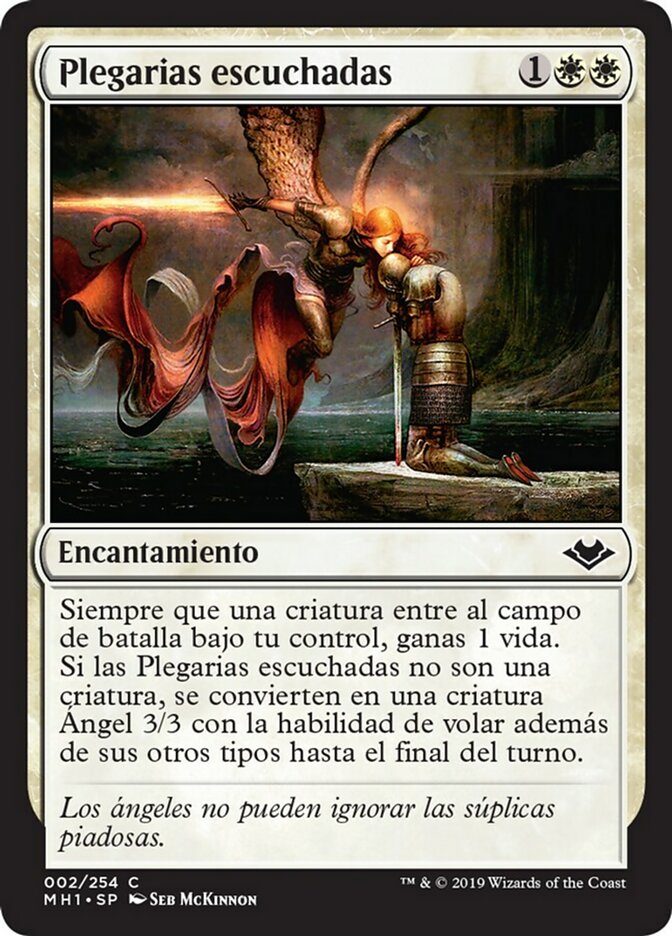 Plegarias escuchadas
1
Encantamiento
Siempre que una criatura entre al campo
de batalla bajo tu control, ganas 1 vida.
Si las Plegarias escuchadas no son una
criatura, se convierten en una criatura
Ángel 3/3 con la habilidad de volar además
de sus otros tipos hasta el final del turno.
Los ángeles no pueden ignorar las súplicas
piadosas.
002/254 C
MH1 • SP Seb McKinnon
™ & © 2019 Wizards of the Coast